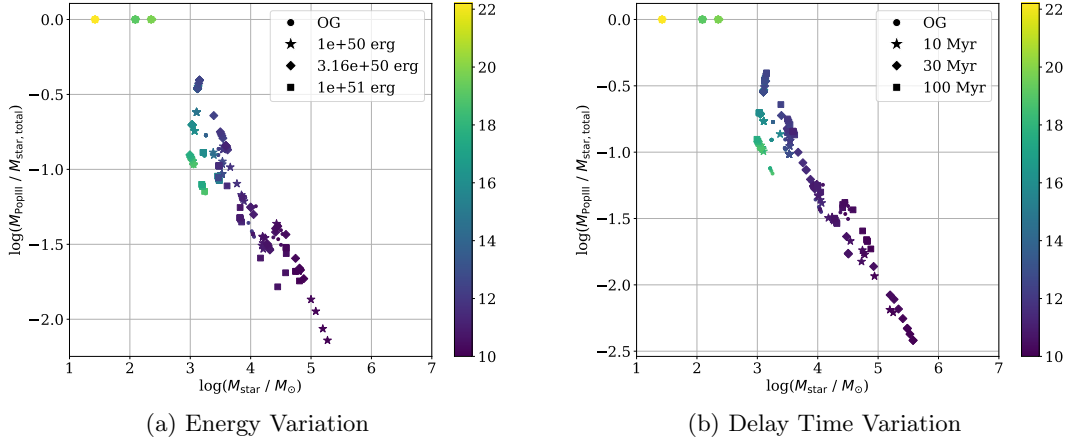 0.0
−0.5
−1.0
−1.5
−2.0
log(M_PopIII / M_star, total)
1 2 3 4 5 6 7
log(M_star / M_⊙)
OG
1e+50 erg
3.16e+50 erg
1e+51 erg
22
20
18
16
14
12
10
(a) Energy Variation
0.0
−0.5
−1.0
−1.5
−2.0
−2.5
log(M_PopIII / M_star, total)
1 2 3 4 5 6 7
log(M_star / M_⊙)
OG
10 Myr
30 Myr
100 Myr
22
20
18
16
14
12
10
(b) Delay Time Variation